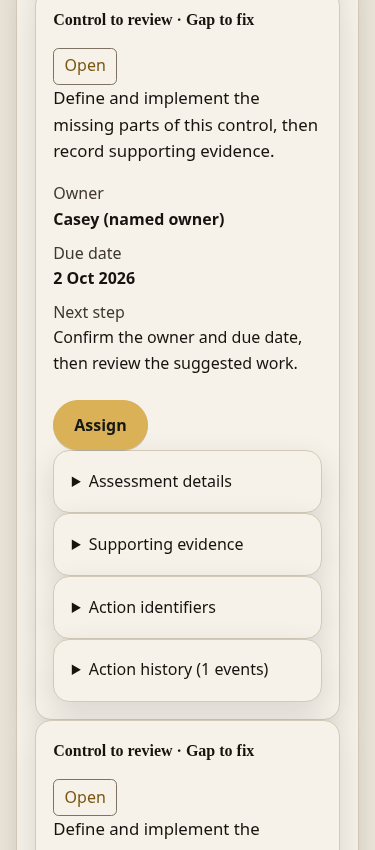 Control to review · Gap to fix
Open
Define and implement the
missing parts of this control, then
record supporting evidence.
Owner
Casey (named owner)
Due date
2 Oct 2026
Next step
Confirm the owner and due date,
then review the suggested work.
Assign
Assessment details
Supporting evidence
Action identifiers
Action history (1 events)
Control to review · Gap to fix
Open
Define and implement the